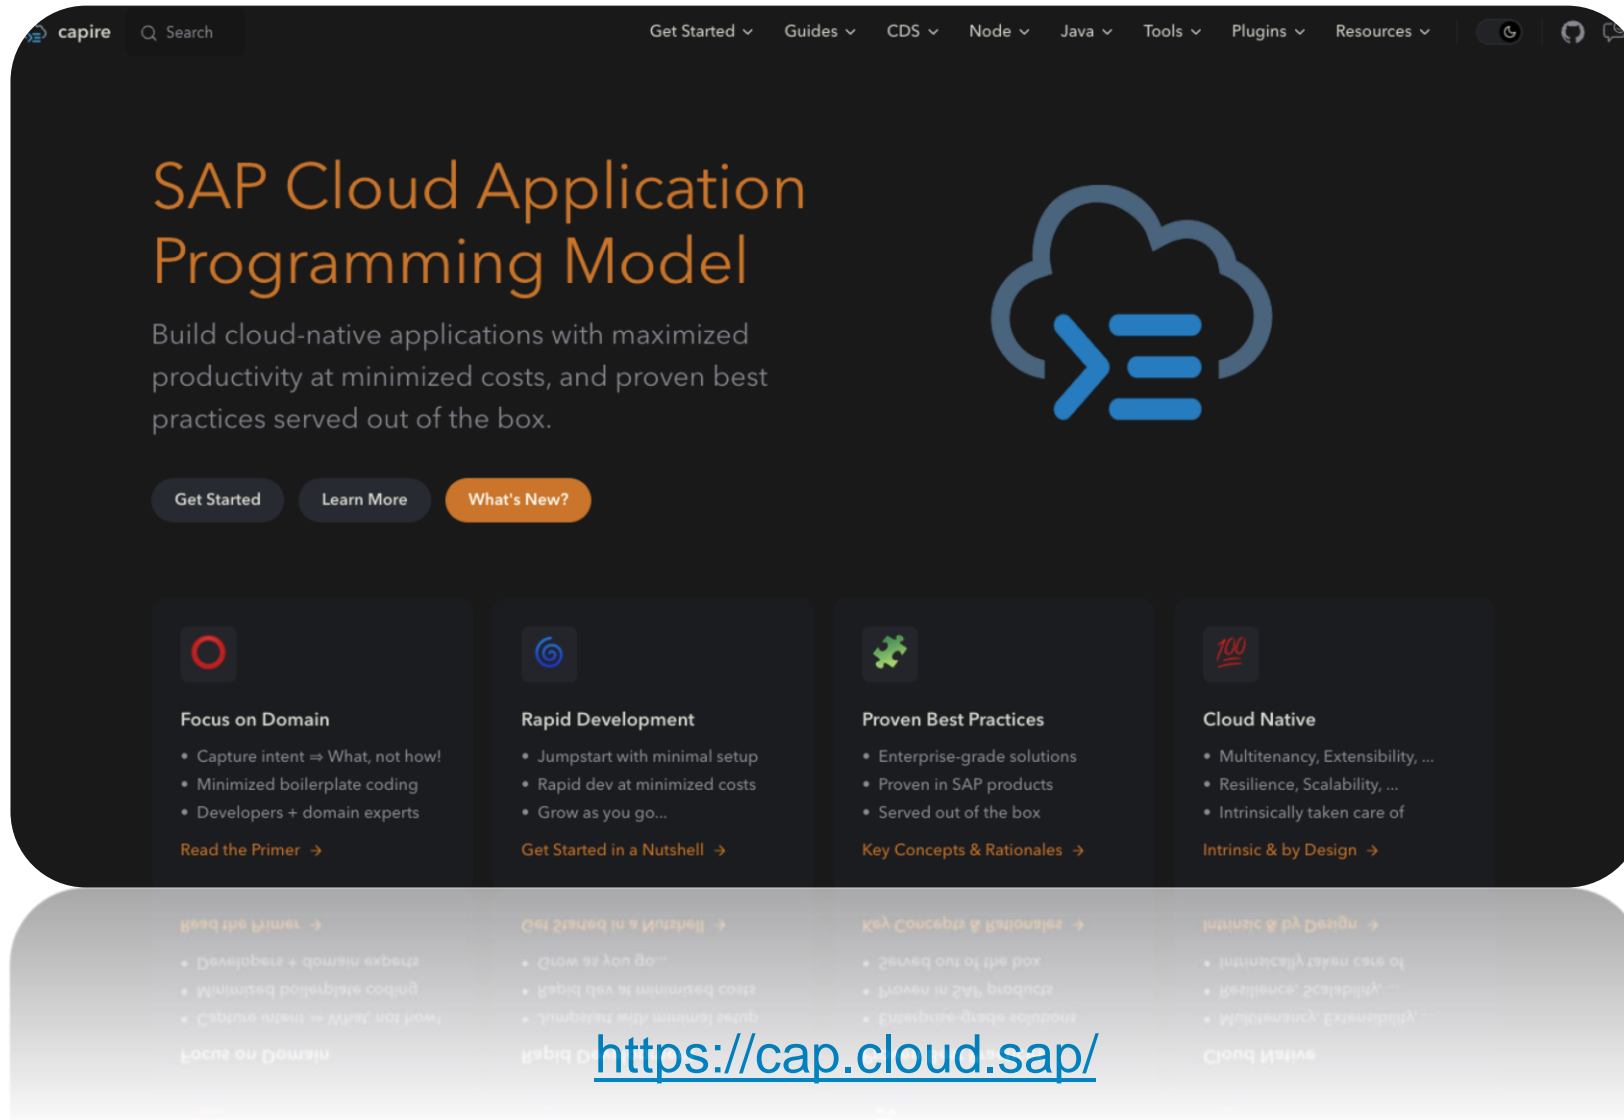 capire Search Get Started Guides CDS Node Java Tools Plugins Resources
SAP Cloud Application
Programming Model
Build cloud-native applications with maximized
productivity at minimized costs, and proven best
practices served out of the box.
Get Started Learn More What's New?
Focus on Domain
• Capture intent ⇒ What, not how!
• Minimized boilerplate coding
• Developers + domain experts
Read the Primer →
Rapid Development
• Jumpstart with minimal setup
• Rapid dev at minimized costs
• Grow as you go...
Get Started in a Nutshell →
Proven Best Practices
• Enterprise-grade solutions
• Proven in SAP products
• Served out of the box
Key Concepts & Rationales →
💯
Cloud Native
• Multitenancy, Extensibility, ...
• Resilience, Scalability, ...
• Intrinsically taken care of
Intrinsic & by Design →
https://cap.cloud.sap/